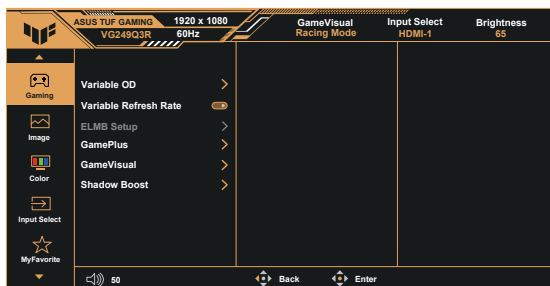 ASUS TUF GAMING 1920 x 1080
VG249Q3R 60Hz
GameVisual
Racing Mode
Input Select
HDMI-1
Brightness
65
Gaming
Image
Color
Input Select
MyFavorite
Variable OD
Variable Refresh Rate
ELMB Setup
GamePlus
GameVisual
Shadow Boost
50
Back
Enter